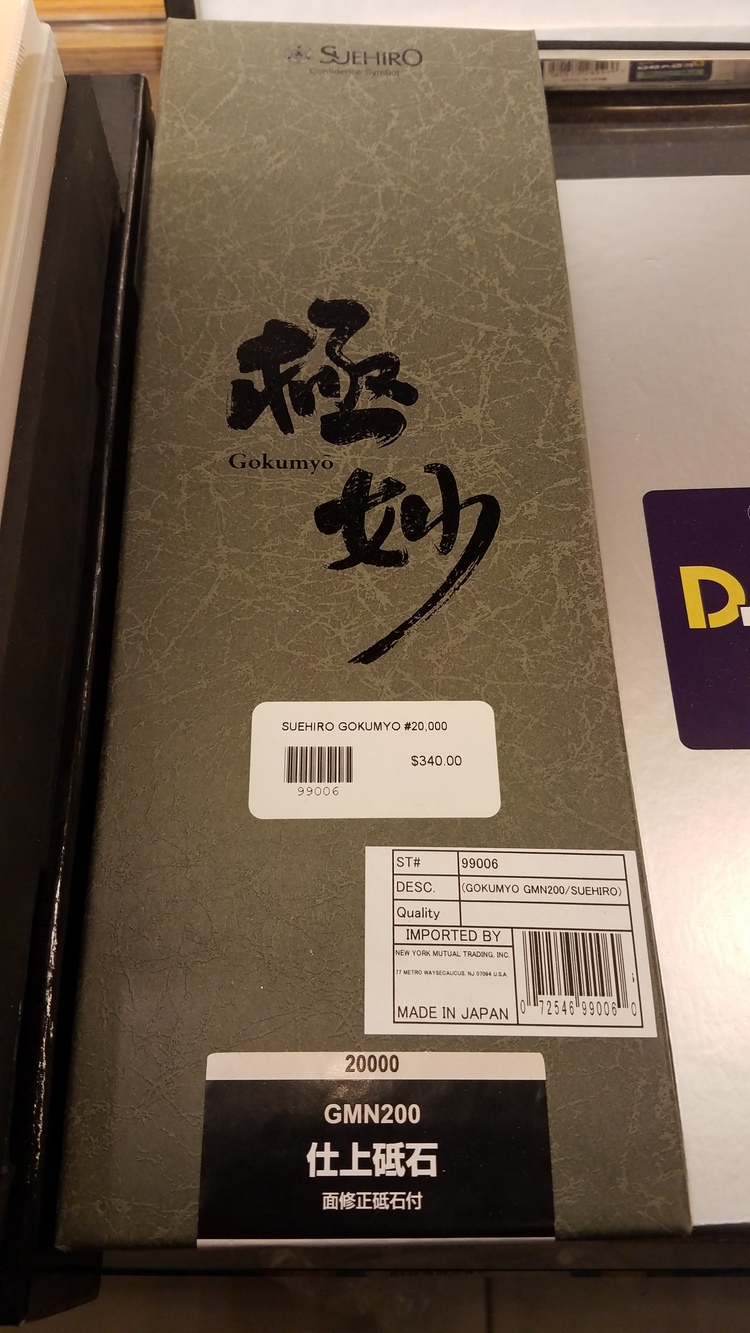 SUEHIRO
Confidence Symbol
極
Gokumyō
妙
SUEHIRO GOKUMYO #20,000
$340.00
99006
ST# 99006
DESC. (GOKUMYO GMN200/SUEHIRO)
Quality
IMPORTED BY
NEW YORK MUTUAL TRADING, INC.
77 METRO WAYSECAUCUS. NJ 07094 U.S.A.
MADE IN JAPAN
0 72546 99006 0
20000
GMN200
仕上砥石
面修正砥石付
D